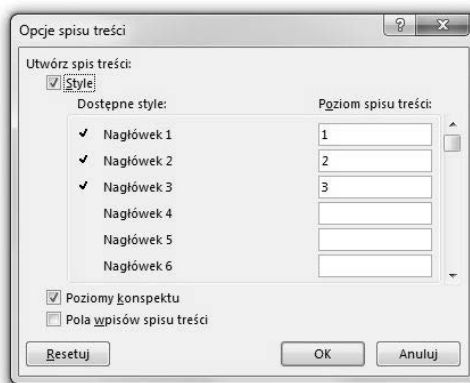 Opcje spisu treści
Utwórz spis treści:
Style
Dostępne style: Poziom spisu treści:
Nagłówek 1 1
Nagłówek 2 2
Nagłówek 3 3
Nagłówek 4
Nagłówek 5
Nagłówek 6
Poziomy konspektu
Pola wpisów spisu treści
Resetuj OK Anuluj